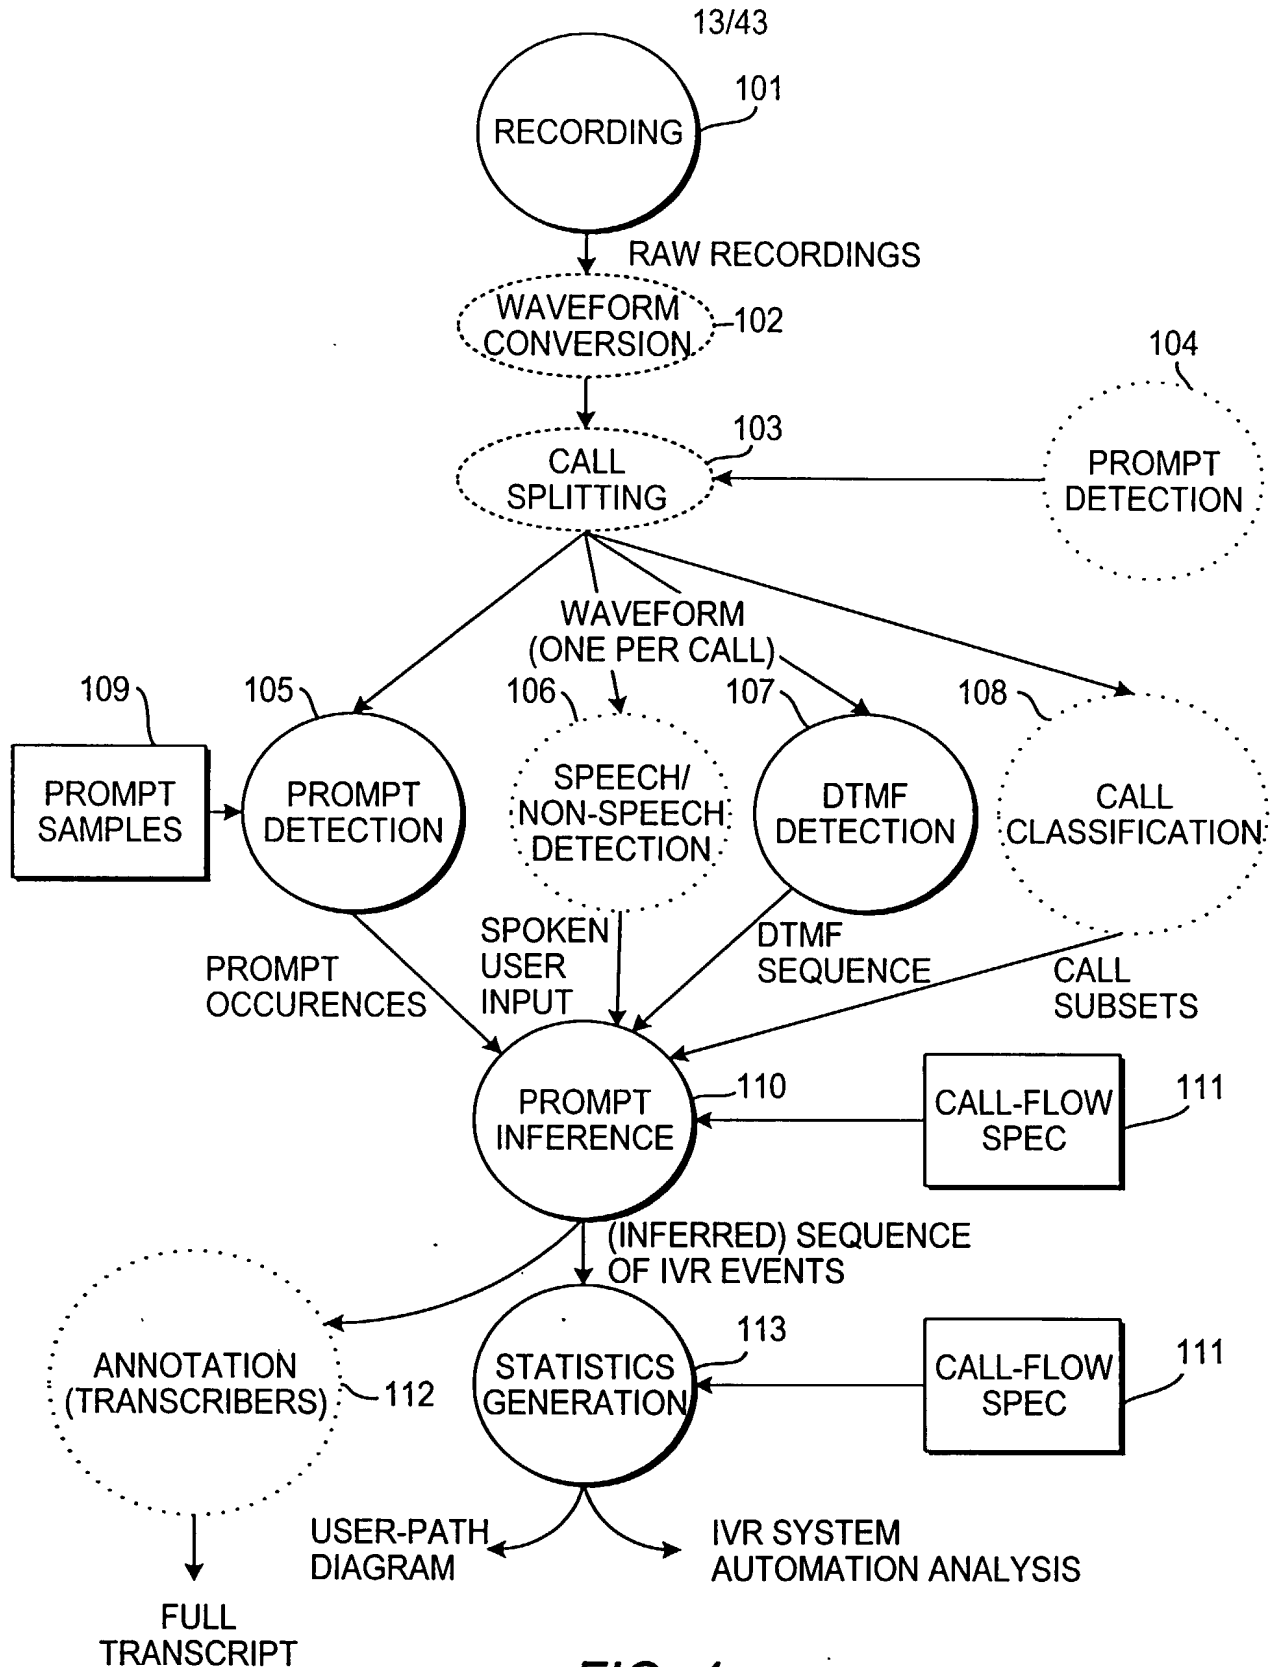 13/43
101
RECORDING
RAW RECORDINGS
WAVEFORM
CONVERSION
102
104
103
CALL
SPLITTING
PROMPT
DETECTION
WAVEFORM
(ONE PER CALL)
109
105
106
107
108
PROMPT
SAMPLES
PROMPT
DETECTION
SPEECH/
NON-SPEECH
DETECTION
DTMF
DETECTION
CALL
CLASSIFICATION
PROMPT
OCCURENCES
SPOKEN
USER
INPUT
DTMF
SEQUENCE
CALL
SUBSETS
PROMPT
INFERENCE
110
CALL-FLOW
SPEC
111
(INFERRED) SEQUENCE
OF IVR EVENTS
ANNOTATION
(TRANSCRIBERS)
112
STATISTICS
GENERATION
113
CALL-FLOW
SPEC
111
USER-PATH
DIAGRAM
IVR SYSTEM
AUTOMATION ANALYSIS
FULL
TRANSCRIPT